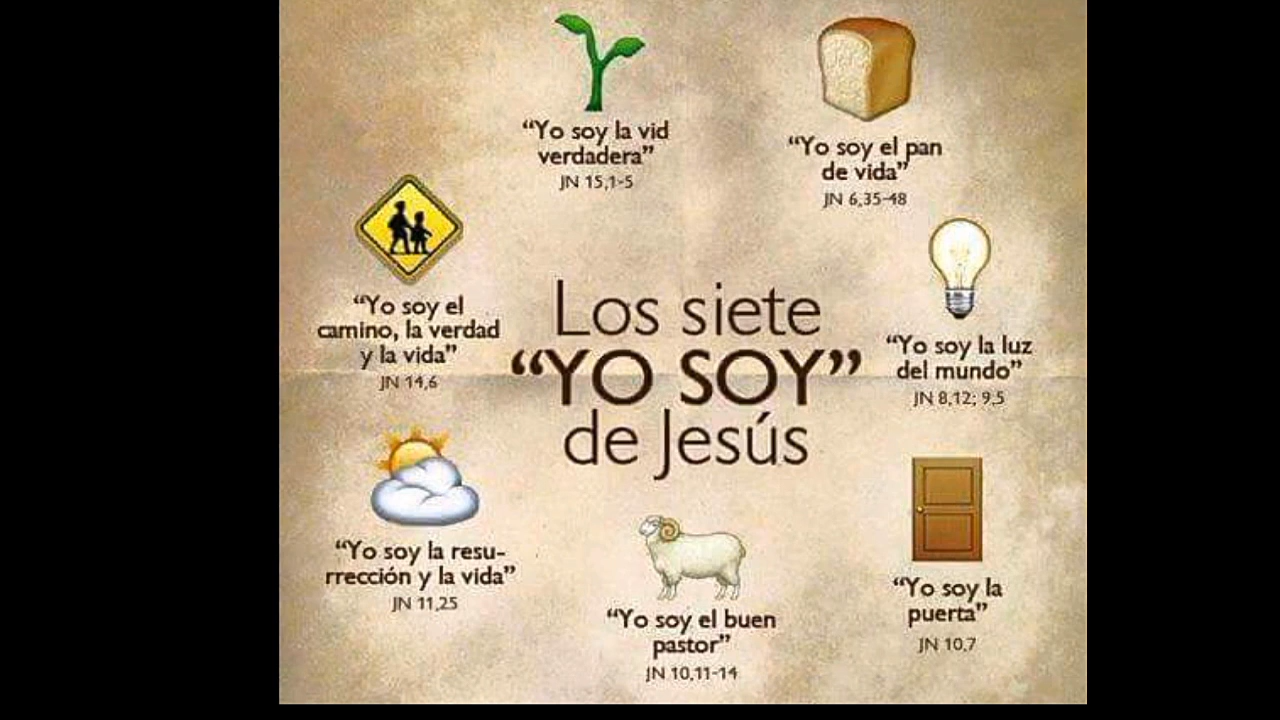 “Yo soy la vid
verdadera”
JN 15,1-5
“Yo soy el pan
de vida”
JN 6,35-48
“Yo soy el
camino, la verdad
y la vida”
JN 14,6
Los siete
“YO SOY”
de Jesús
“Yo soy la luz
del mundo”
JN 8,12; 9,5
“Yo soy la resu-
rrección y la vida”
JN 11,25
“Yo soy el buen
pastor”
JN 10,11-14
“Yo soy la
puerta”
JN 10,7